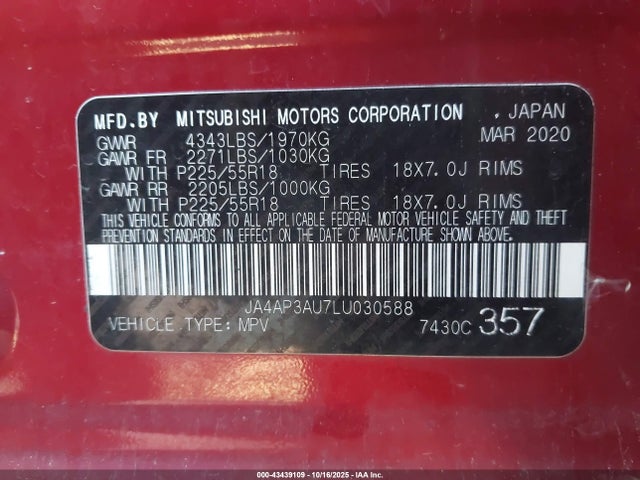 MFD.BY MITSUBISHI MOTORS CORPORATION , JAPAN
GVWR 4343LBS/1970KG MAR 2020
GAWR FR 2271LBS/1030KG
WITH P225/55R18 TIRES 18X7.0J RIMS
GAWR RR 2205LBS/1000KG
WITH P225/55R18 TIRES 18X7.0J RIMS
THIS VEHICLE CONFORMS TO ALL APPLICABLE FEDERAL MOTOR VEHICLE SAFETY AND THEFT
PREVENTION STANDARDS IN EFFECT ON THE DATE OF MANUFACTURE SHOWN ABOVE.
JA4AP3AU7LU030588
VEHICLE TYPE: MPV 7430C 357
000-43439109 | 10/16/2025 | IAA Inc.